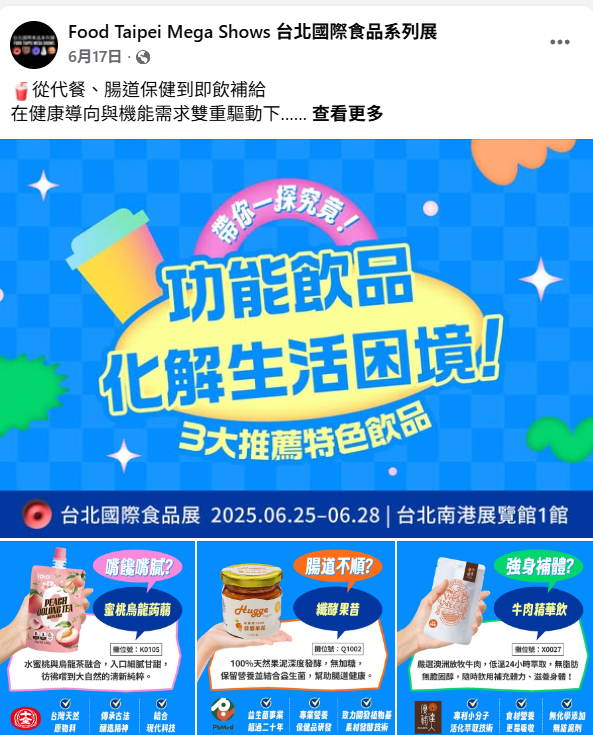 Food Taipei Mega Shows 台北國際食品系列展
6月17日
🥤從代餐、腸道保健到即飲補給
在健康導向與機能需求雙重驅動下...... 查看更多
帶你一探究竟！
功能飲品
化解生活困境！
3大推薦特色飲品
台北國際食品展 2025.06.25–06.28 | 台北南港展覽館1館
嘴饞嘴膩?
蜜桃烏龍蒟蒻
PEACH
OOLONG TEA
攤位號：K0105
水蜜桃與烏龍茶融合，入口細膩甘甜，
彷彿嚐到大自然的清新純粹。
台灣天然
原物料
傳承古法
釀造精神
結合
現代科技
腸道不順?
纖酵果昔
Hugge
攤位號：Q1002
100%天然果泥深度發酵，無加糖，
保留營養並結合益生菌，幫助腸道健康。
益生菌事業
超過二十年
專業營養
保健品研發
致力開發植物基
素材發酵技術
強身補體?
牛肉精華飲
攤位號：X0027
嚴選澳洲放牧牛肉，低溫24小時萃取，無脂肪
無膽固醇，隨時飲用補充體力、滋養身體！
專利小分子
活化萃取技術
食材營養
更易吸收
無化學添加
無賦形劑